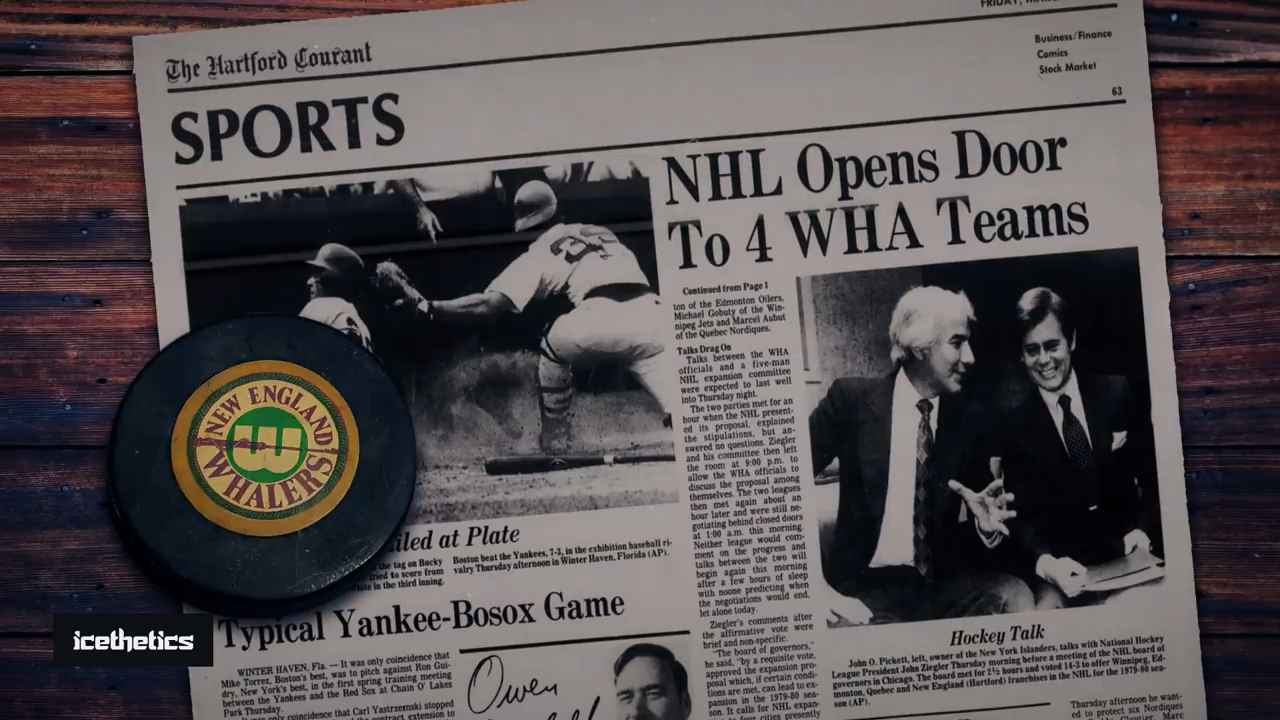 FRIDAY,
The Hartford Courant
Business/Finance
Comics
Stock Market
SPORTS
63
NHL Opens Door
To 4 WHA Teams
Continued from Page 1
ton of the Edmonton Oilers,
Michael Gobuty of the Win-
nipeg Jets and Marcel Aubut
of the Quebec Nordiques.
Talks Drag On
Talks between the WHA
officials and a five-man
NHL expansion committee
were expected to last well
into Thursday night.
The two parties met for an
hour when the NHL present-
ed its proposal, explained
the stipulations, but an-
swered no questions. Ziegler
and his committee then left
the room at 9:00 p.m. to
allow the WHA officials to
discuss the proposal among
themselves. The two leagues
then met again about an
hour later and were still ne-
gotiating behind closed doors
at 1:00 a.m. this morning.
Neither league would com-
ment on the progress and
talks between the two will
begin again this morning
after a few hours of sleep
with noone predicting when
the negotiations would end,
let alone today.
Ziegler's comments after
the affirmative vote were
brief and non-specific.
"The board of governors,"
he said, "by a requisite vote,
approved the expansion pro-
posal which, if certain condi-
tions are met, can lead to ex-
pansion in the 1979-80 sea-
son. It calls for NHL expan-
to four cities presently
Hockey Talk
John O. Pickett, left, owner of the New York Islanders, talks with National Hockey
League President John Ziegler Thursday morning before a meeting of the NHL board of
governors in Chicago. The board met for 2½ hours and voted 14-3 to offer Winnipeg, Ed-
monton, Quebec and New England (Hartford) franchises in the NHL for the 1979-80 sea-
son (AP).
Thursday afternoon he want-
ed to protect six Nordiques
Marc
NEW ENGLAND
W
WHALERS
iled at Plate
the tag on Bucky
tried to score from
in the third inning.
Boston beat the Yankees, 7-3, in the exhibition baseball ri-
valry Thursday afternoon in Winter Haven, Florida (AP).
Typical Yankee-Bosox Game
WINTER HAVEN, Fla. — It was only coincidence that
Mike Torrez, Boston's best, was to pitch against Ron Gui-
dry, New York's best, in the first spring training meeting
between the Yankees and the Red Sox at Chain O' Lakes
Park Thursday.
It was only coincidence that Carl Yastrzemski stopped
the contract extension to
Owen
icethetics